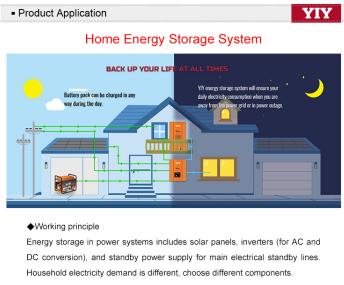 ▪ Product Application
YIY
Home Energy Storage System
BACK UP YOUR LIFE AT ALL TIMES
Battery pack can be charged in any
way during the day.
YIY energy storage system will ensure your
daily electricity consumption when you are
away from the power grid or in power outage.
◆Working principle
Energy storage in power systems includes solar panels, inverters (for AC and
DC conversion), and standby power supply for main electrical standby lines.
Household electricity demand is different, choose different components.